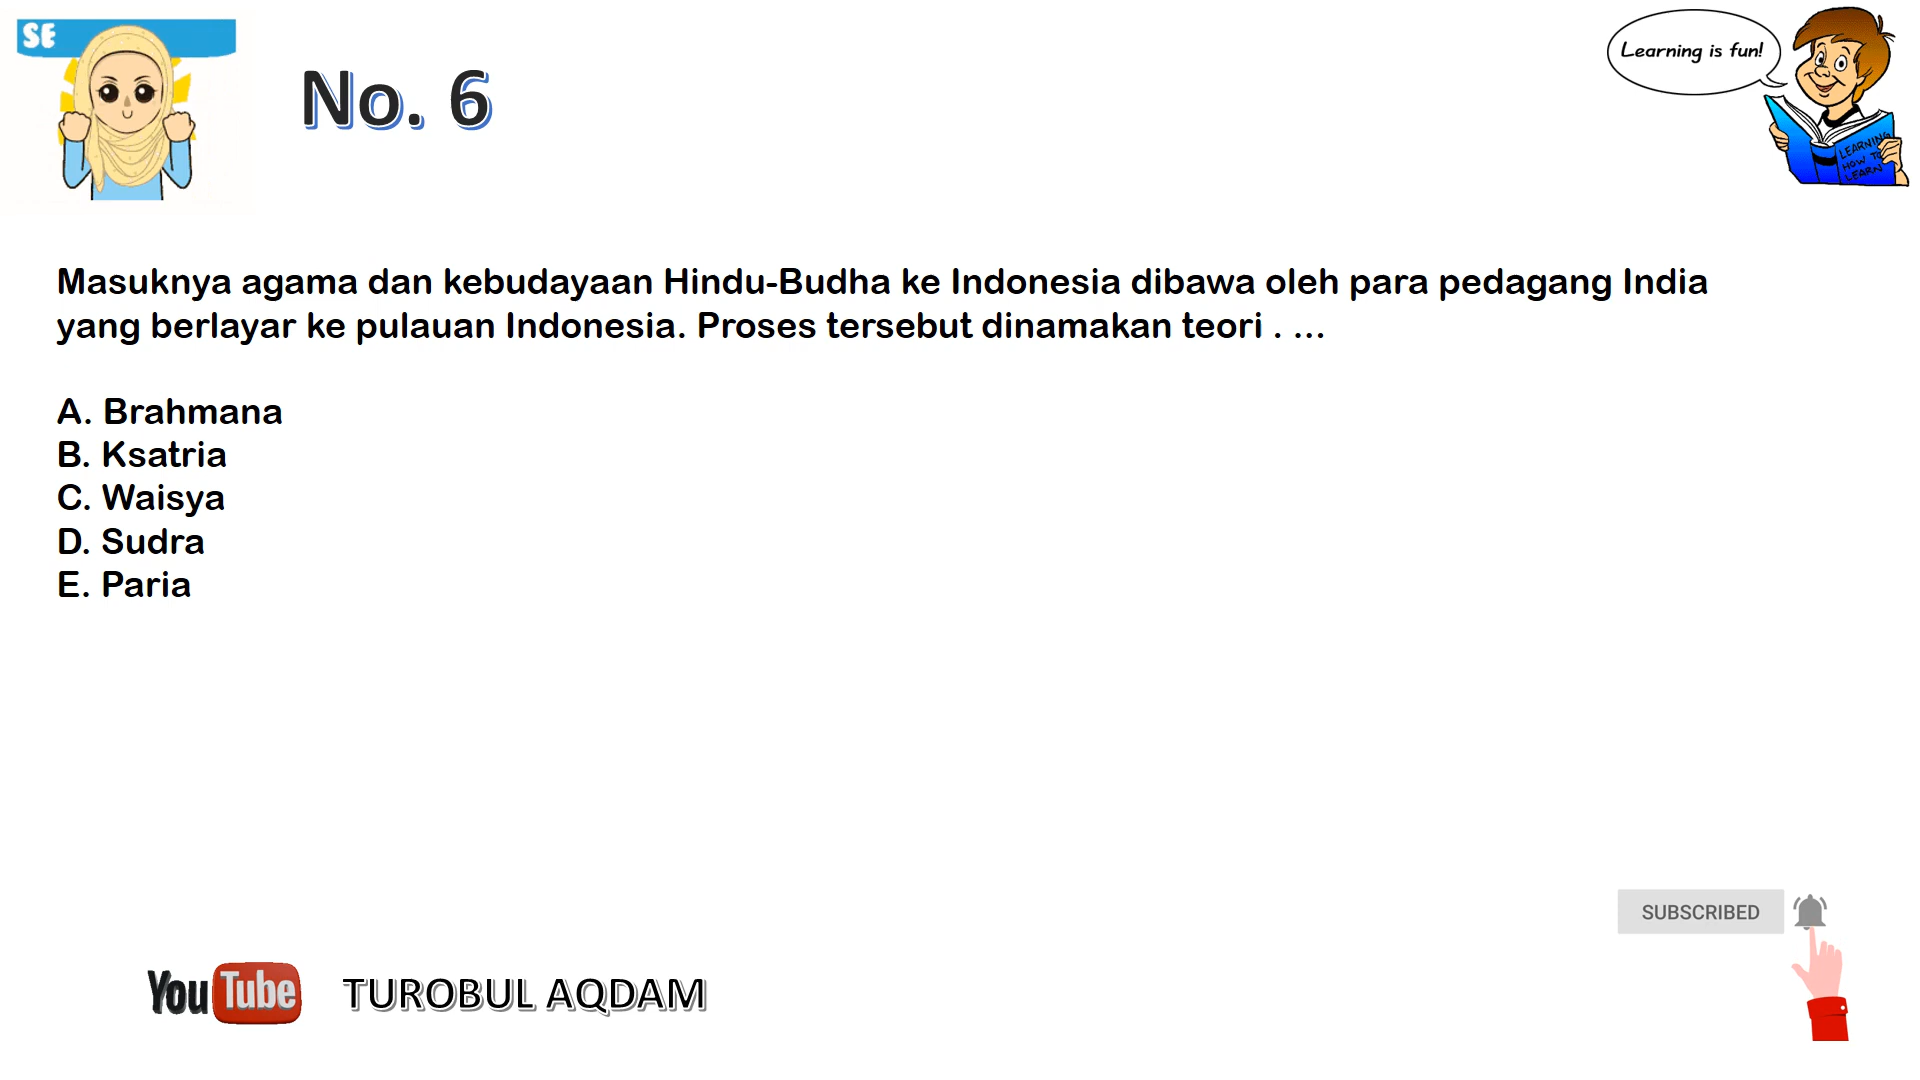 SE
No. 6
Learning is fun!
LEARNING
HOW TO
LEARN
Masuknya agama dan kebudayaan Hindu-Budha ke Indonesia dibawa oleh para pedagang India
yang berlayar ke pulauan Indonesia. Proses tersebut dinamakan teori . ...
A. Brahmana
B. Ksatria
C. Waisya
D. Sudra
E. Paria
SUBSCRIBED
YouTube
TUROBUL AQDAM